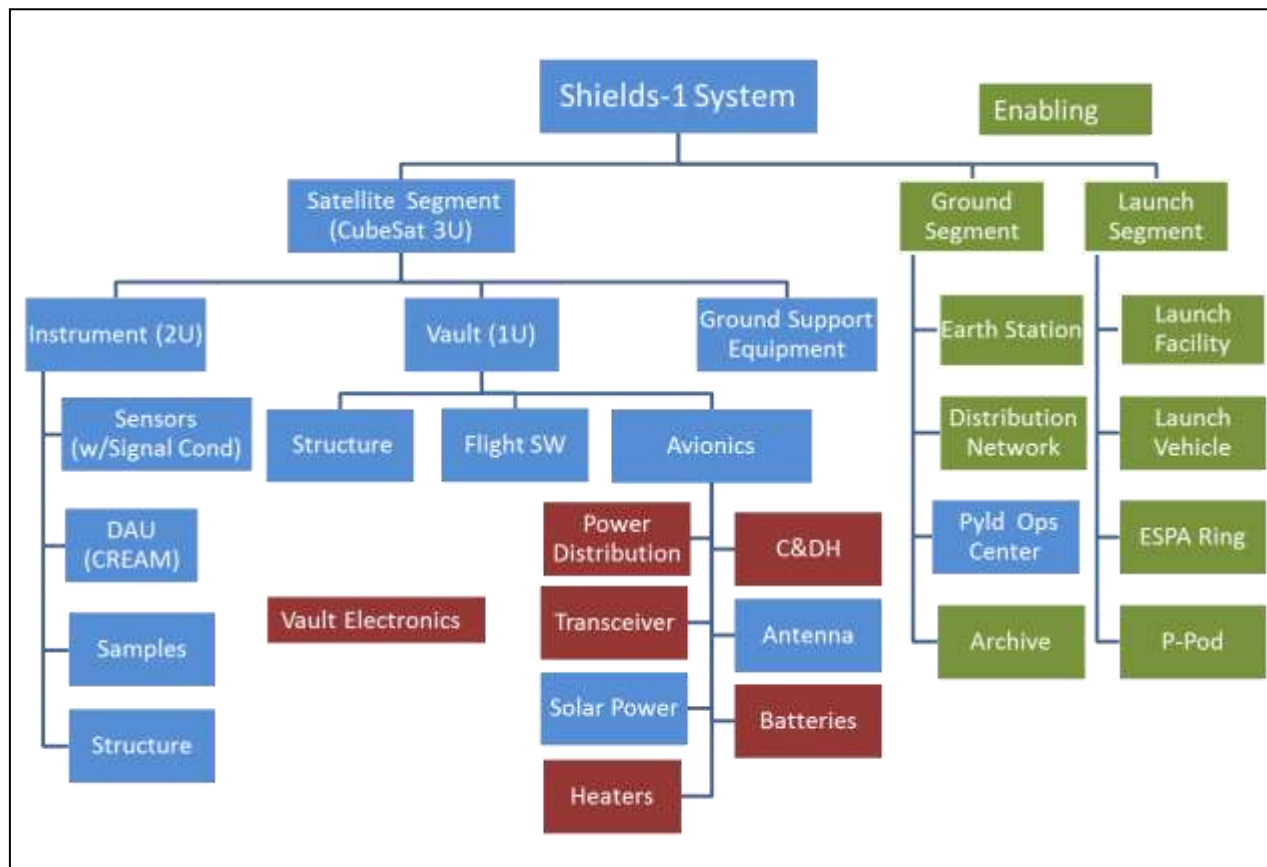 Shields-1 System
Enabling
Satellite Segment
(CubeSat 3U)
Ground
Segment
Launch
Segment
Instrument (2U)
Vault (1U)
Ground Support
Equipment
Earth Station
Launch
Facility
Sensors
(w/Signal Cond)
Structure
Flight SW
Avionics
Distribution
Network
Launch
Vehicle
DAU
(CREAM)
Power
Distribution
C&DH
Pyld Ops
Center
ESPA Ring
Vault Electronics
Transceiver
Antenna
Samples
Archive
P-Pod
Solar Power
Batteries
Structure
Heaters